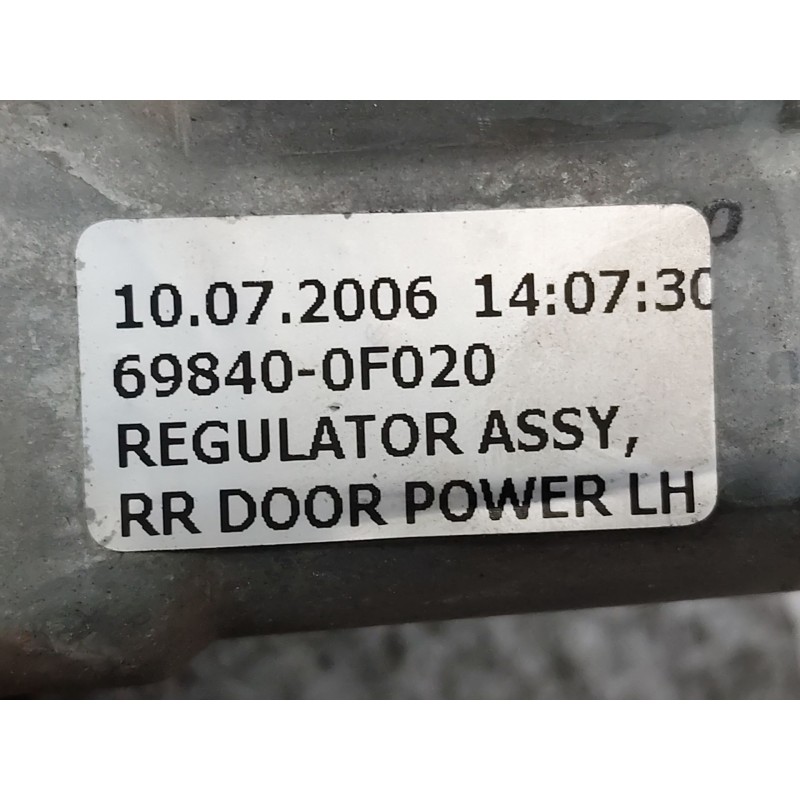 10.07.2006 14:07:30
69840-0F020
REGULATOR ASSY,
RR DOOR POWER LH